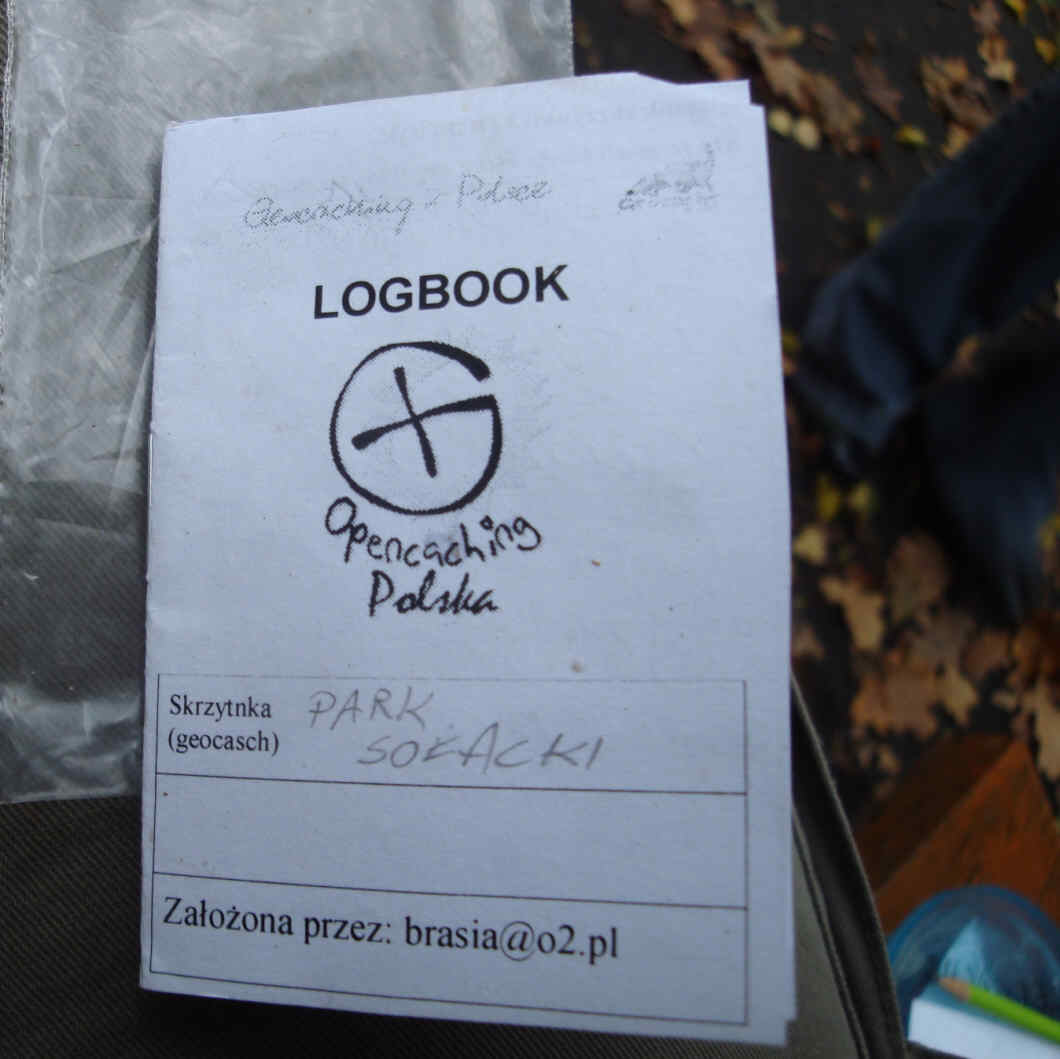 Geocaching w Polsce
LOGBOOK
Opencaching
Polska
Skrzytnka PARK
(geocasch) SOŁACKI
Założona przez: brasia@o2.pl